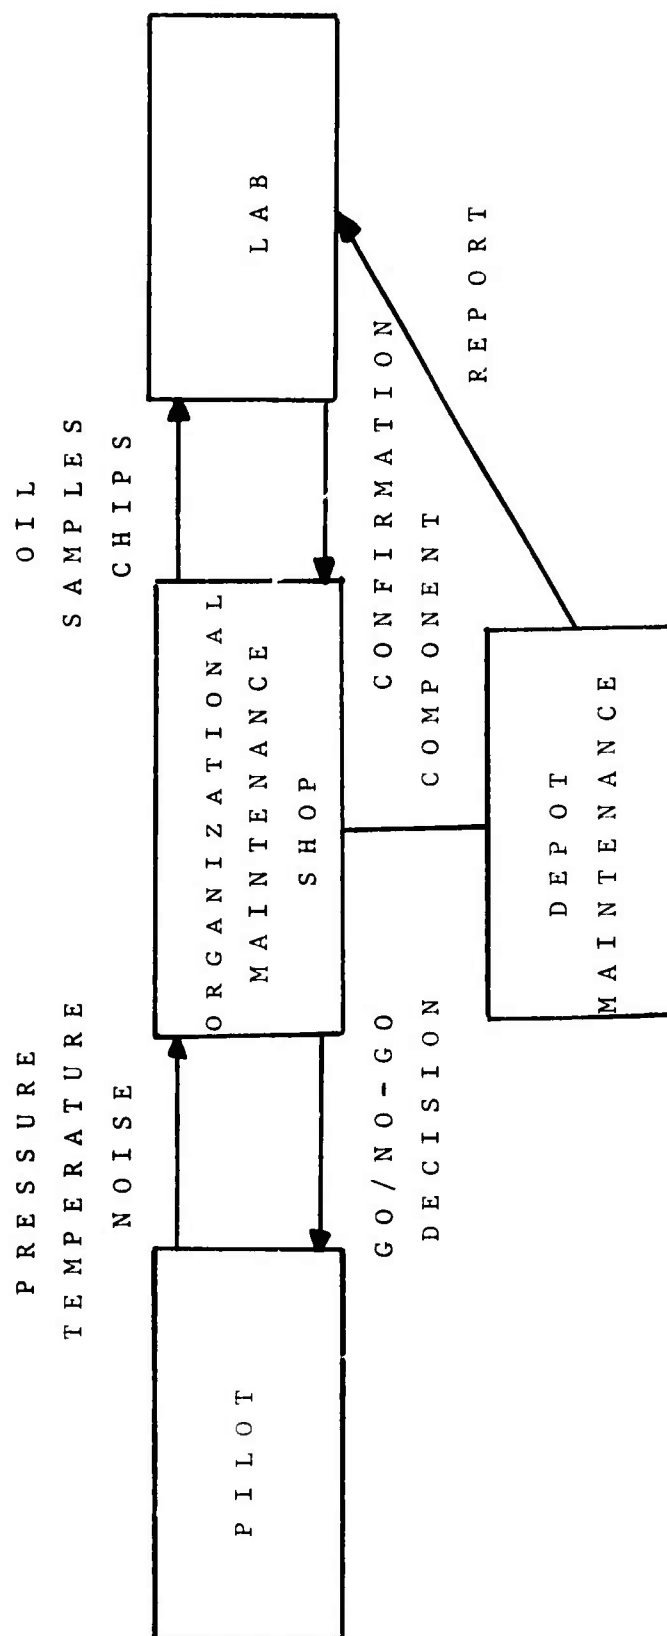 PRESSURE
TEMPERATURE
NOISE
OIL
SAMPLES
CHIPS
PILOT
ORGANIZATIONAL
MAINTENANCE
SHOP
LAB
GO/NO-GO
DECISION
CONFIRMATION
COMPONENT
REPORT
DEPOT
MAINTENANCE